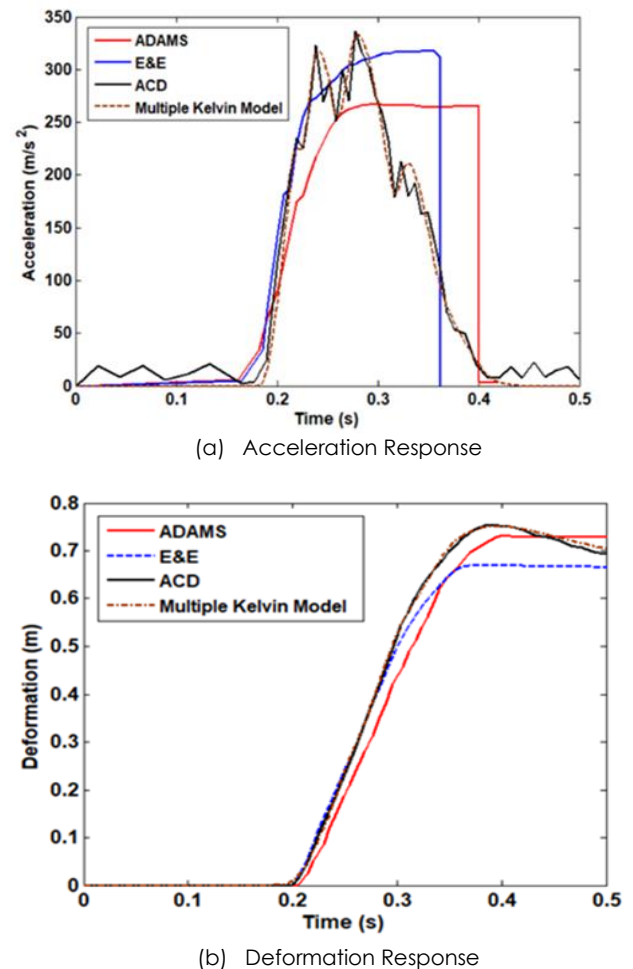 350
300
250
200
150
100
50
0
Acceleration (m/s²)
ADAMS
E&E
ACD
Multiple Kelvin Model
0 0.1 0.2 0.3 0.4 0.5
Time (s)
(a) Acceleration Response
0.8
0.7
0.6
0.5
0.4
0.3
0.2
0.1
0
Deformation (m)
ADAMS
E&E
ACD
Multiple Kelvin Model
0 0.1 0.2 0.3 0.4 0.5
Time (s)
(b) Deformation Response